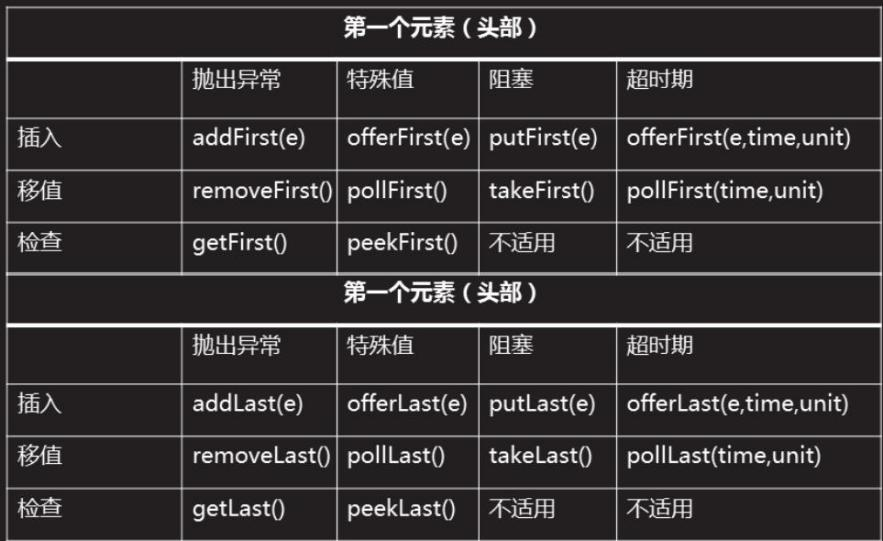 第一个元素（头部）
抛出异常 特殊值 阻塞 超时期
插入 addFirst(e) offerFirst(e) putFirst(e) offerFirst(e,time,unit)
移值 removeFirst() pollFirst() takeFirst() pollFirst(time,unit)
检查 getFirst() peekFirst() 不适用 不适用
第一个元素（头部）
抛出异常 特殊值 阻塞 超时期
插入 addLast(e) offerLast(e) putLast(e) offerLast(e,time,unit)
移值 removeLast() pollLast() takeLast() pollLast(time,unit)
检查 getLast() peekLast() 不适用 不适用